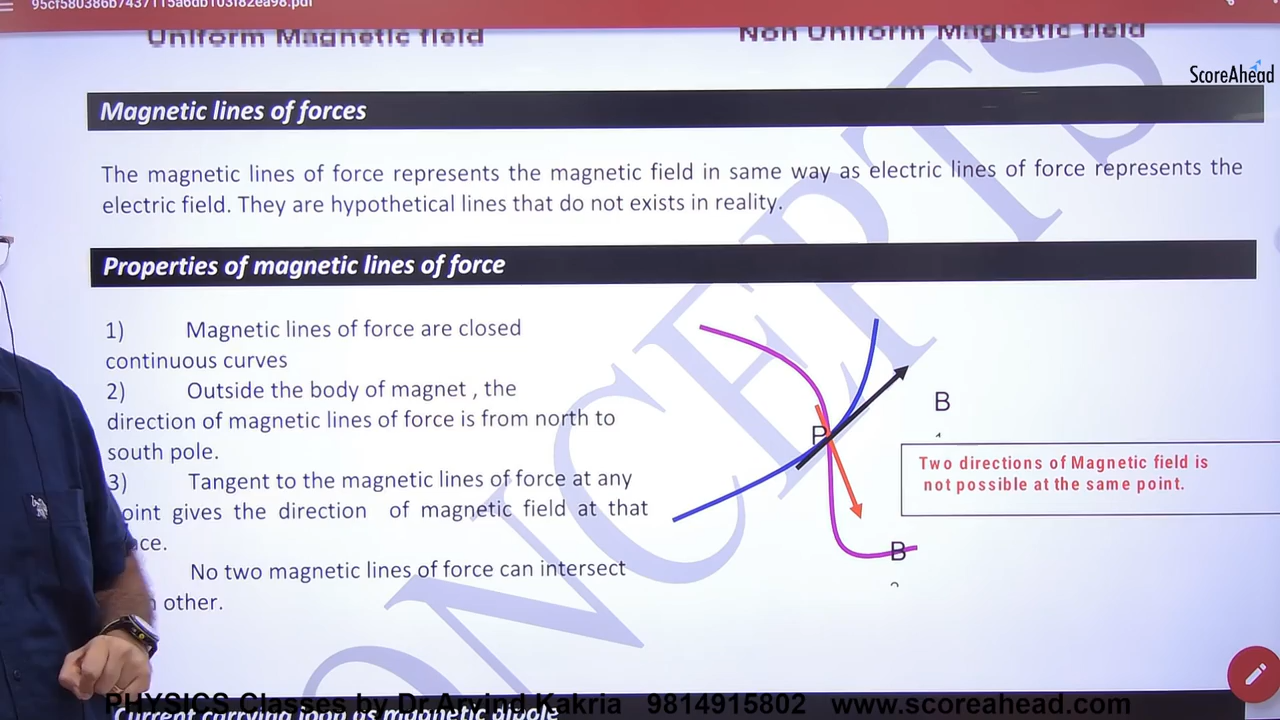 95cf580386b7437115a6db103f82ea98.pdf
Uniform Magnetic field
Non Uniform Magnetic field
ScoreAhead
Magnetic lines of forces
The magnetic lines of force represents the magnetic field in same way as electric lines of force represents the
electric field. They are hypothetical lines that do not exists in reality.
Properties of magnetic lines of force
1) Magnetic lines of force are closed
continuous curves
2) Outside the body of magnet , the
direction of magnetic lines of force is from north to
south pole.
3) Tangent to the magnetic lines of force at any
oint gives the direction of magnetic field at that
ce.
No two magnetic lines of force can intersect
other.
P
B
B
Two directions of Magnetic field is
not possible at the same point.
CONCEPTS
PHYSICS Classes by Dr Arvind Kakria 9814915802 www.scoreahead.com
Current carrying loop as magnetic dipole